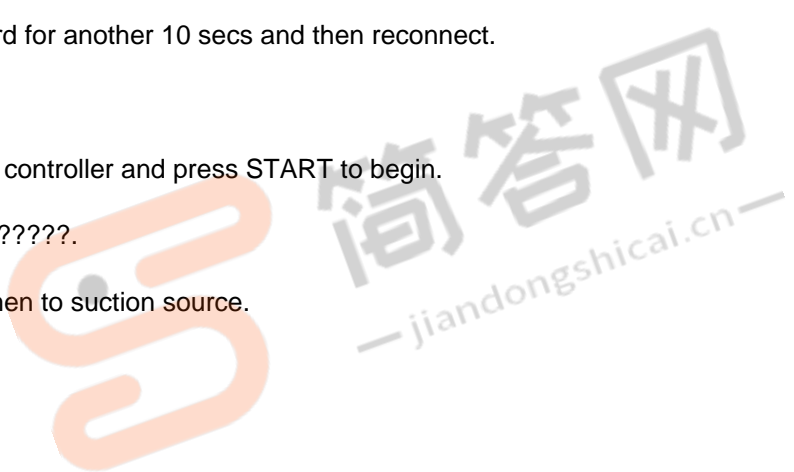 rd for another 10 secs and then reconnect.
controller and press START to begin.
?????.
en to suction source.
简答网
jiandongshicai.cn